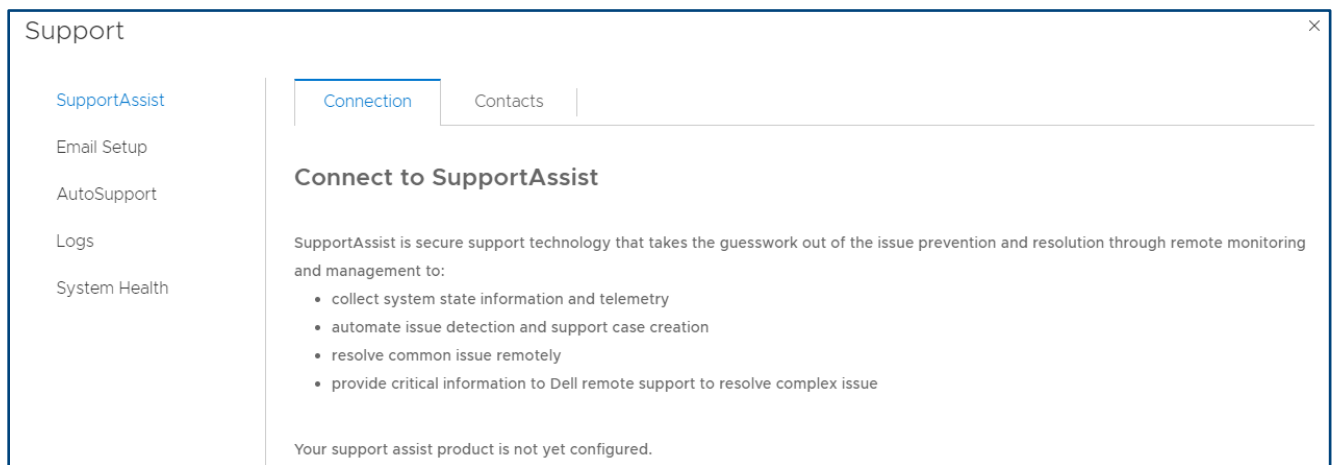 Support
×
SupportAssist
Email Setup
AutoSupport
Logs
System Health
Connection
Contacts
Connect to SupportAssist
SupportAssist is secure support technology that takes the guesswork out of the issue prevention and resolution through remote monitoring
and management to:
• collect system state information and telemetry
• automate issue detection and support case creation
• resolve common issue remotely
• provide critical information to Dell remote support to resolve complex issue
Your support assist product is not yet configured.